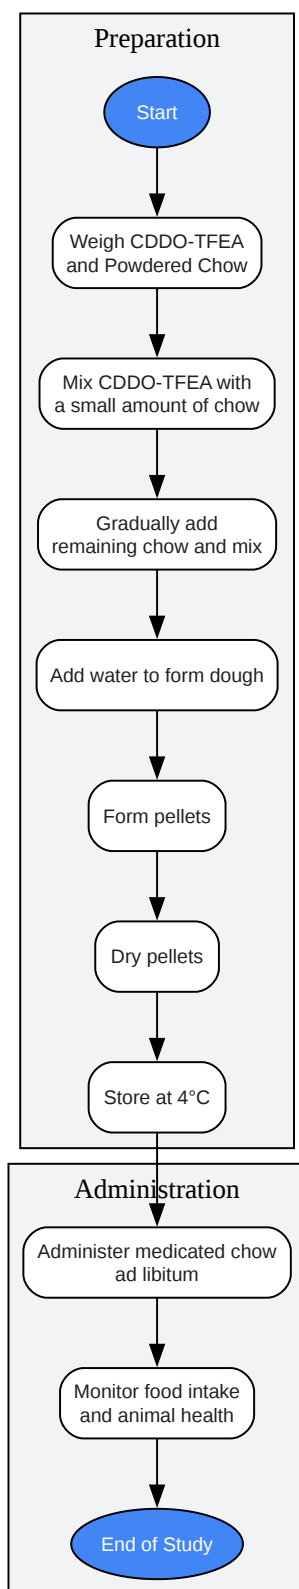 Preparation
Start
Weigh CDDO-TFEA
and Powdered Chow
Mix CDDO-TFEA with
a small amount of chow
Gradually add
remaining chow and mix
Add water to form dough
Form pellets
Dry pellets
Store at 4°C
Administration
Administer medicated chow
ad libitum
Monitor food intake
and animal health
End of Study